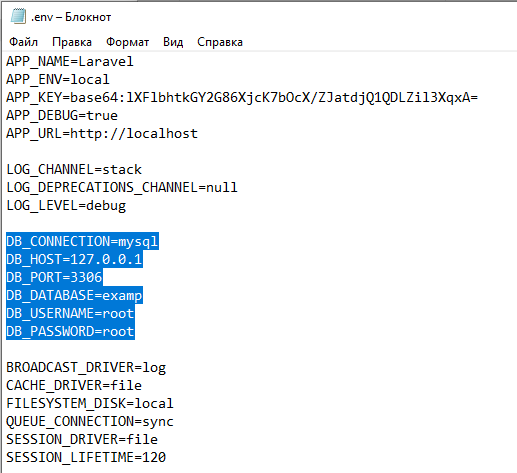 .env – Блокнот
Файл Правка Формат Вид Справка
APP_NAME=Laravel
APP_ENV=local
APP_KEY=base64:lXFlbhtkGY2G86XjcK7bOcX/ZJatdjQ1QDLZil3XqxA=
APP_DEBUG=true
APP_URL=http://localhost
LOG_CHANNEL=stack
LOG_DEPRECATIONS_CHANNEL=null
LOG_LEVEL=debug
DB_CONNECTION=mysql
DB_HOST=127.0.0.1
DB_PORT=3306
DB_DATABASE=examp
DB_USERNAME=root
DB_PASSWORD=root
BROADCAST_DRIVER=log
CACHE_DRIVER=file
FILESYSTEM_DISK=local
QUEUE_CONNECTION=sync
SESSION_DRIVER=file
SESSION_LIFETIME=120